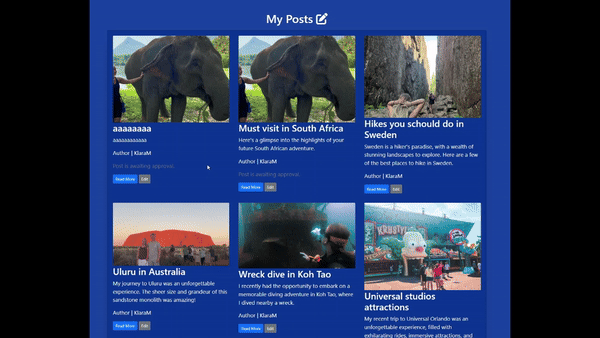 My Posts
aaaaaaaa
aaaaaaaaaaa
Author | KlaraM
Post is awaiting approval.
Read More Edit
Must visit in South Africa
Here's a glimpse into the highlights of your
future South African adventure.
Author | KlaraM
Post is awaiting approval.
Read More Edit
Hikes you schould do in
Sweden
Sweden is a hiker's paradise, with a wealth of
stunning landscapes to explore. Here are a few
of the best places to hike in Sweden.
Author | KlaraM
Read More Edit
Uluru in Australia
My journey to Uluru was an unforgettable
experience. The sheer size and grandeur of this
sandstone monolith was amazing!
Author | KlaraM
Read More Edit
Wreck dive in Koh Tao
I recently had the opportunity to embark on a
memorable diving adventure in Koh Tao, where
I dived nearby a wreck.
Author | KlaraM
Read More Edit
Universal studios
attractions
My recent trip to Universal Orlando was an
unforgettable experience, filled with
exhilarating rides, immersive attractions, and